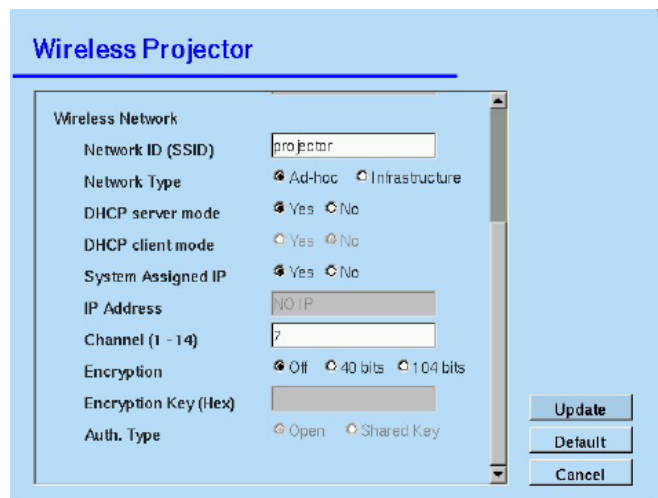 Wireless Projector
Wireless Network
Network ID (SSID) projector
Network Type Ad-hoc Infrastructure
DHCP server mode Yes No
DHCP client mode Yes No
System Assigned IP Yes No
IP Address NO IP
Channel (1 - 14) 7
Encryption Off 40 bits 104 bits
Encryption Key (Hex)
Auth. Type Open Shared Key
Update
Default
Cancel